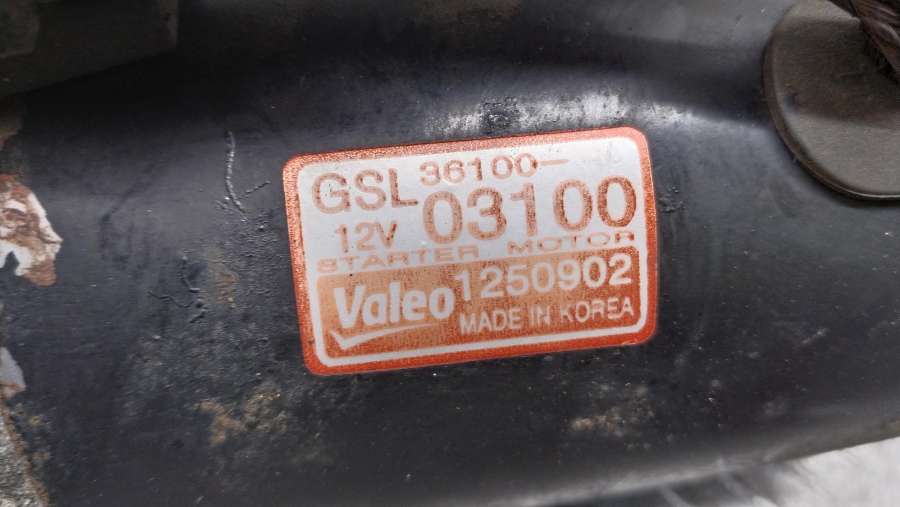 GSL 36100-
12V 03100
STARTER MOTOR
Valeo 1250902
MADE IN KOREA